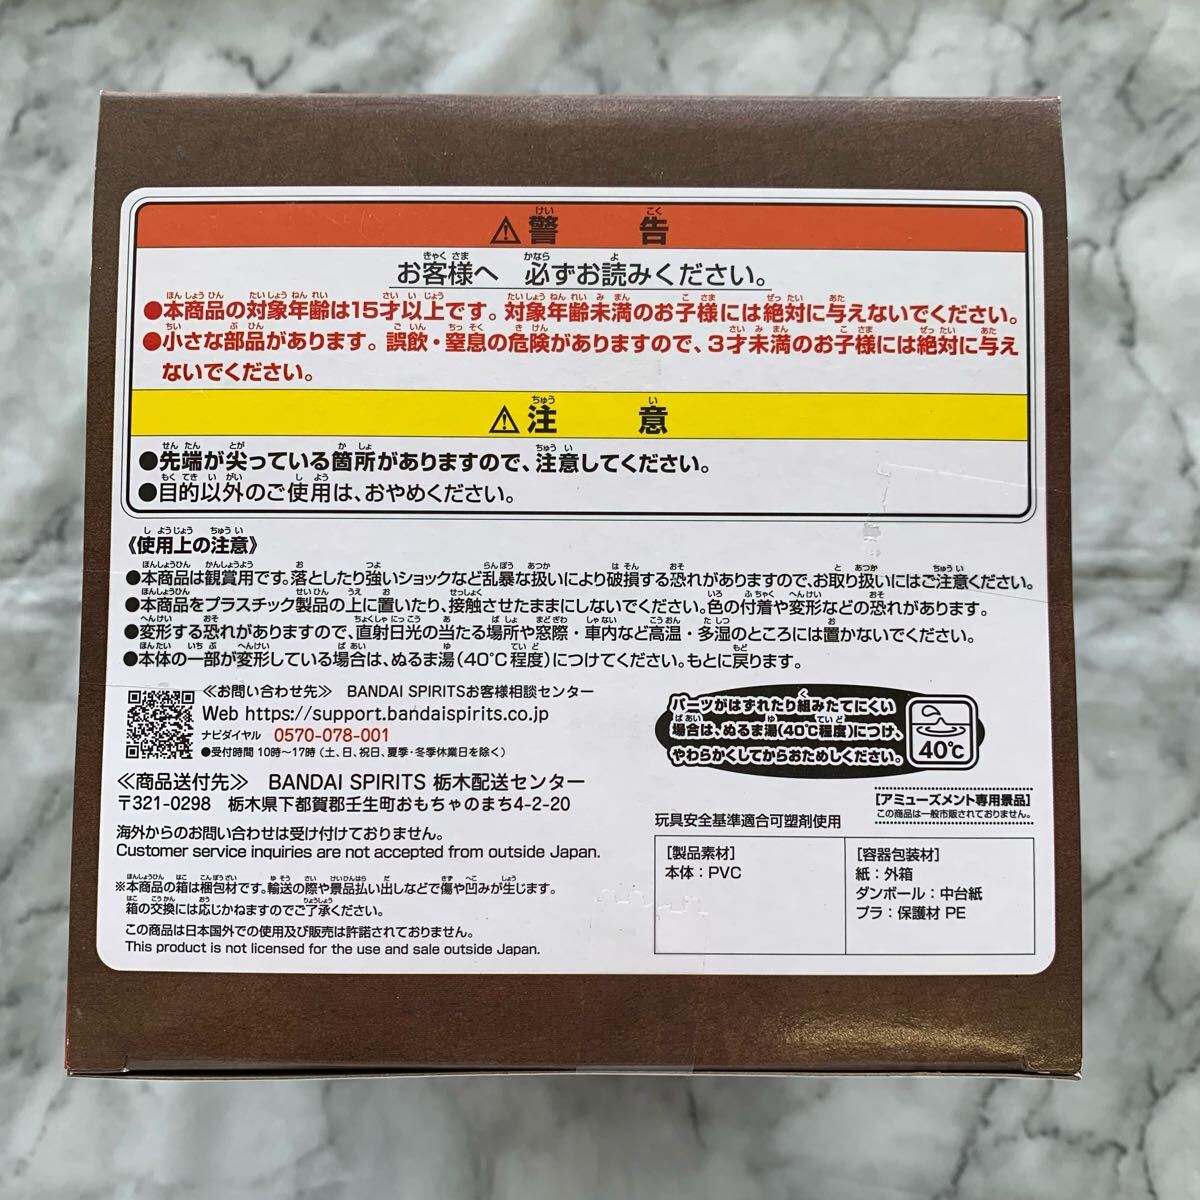 ⚠警告
お客様へ 必ずお読みください。
●本商品の対象年齢は15才以上です。対象年齢未満のお子様には絶対に与えないでください。
●小さな部品があります。誤飲・窒息の危険がありますので、3才未満のお子様には絶対に与え
ないでください。
⚠注意
●先端が尖っている箇所がありますので、注意してください。
●目的以外のご使用は、おやめください。
《使用上の注意》
●本商品は観賞用です。落としたり強いショックなど乱暴な扱いにより破損する恐れがありますので、お取り扱いにはご注意ください。
●本商品をプラスチック製品の上に置いたり、接触させたままにしないでください。色の付着や変形などの恐れがあります。
●変形する恐れがありますので、直射日光の当たる場所や窓際・車内など高温・多湿のところには置かないでください。
●本体の一部が変形している場合は、ぬるま湯(40℃程度)につけてください。もとに戻ります。
≪お問い合わせ先≫ BANDAI SPIRITSお客様相談センター
Web https://support.bandaispirits.co.jp
ナビダイヤル 0570-078-001
●受付時間 10時〜17時(土、日、祝日、夏季・冬季休業日を除く)
≪商品送付先≫ BANDAI SPIRITS 栃木配送センター
〒321-0298 栃木県下都賀郡壬生町おもちゃのまち4-2-20
海外からのお問い合わせは受け付けておりません。
Customer service inquiries are not accepted from outside Japan.
※本商品の箱は梱包材です。輸送の際や景品払い出しなどで傷や凹みが生じます。
箱の交換には応じかねますのでご了承ください。
この商品は日本国外での使用及び販売は許諾されておりません。
This product is not licensed for the use and sale outside Japan.
パーツがはずれたり組みたてにくい
場合は、ぬるま湯(40℃程度)につけ、
やわらかくしてからおためしください。
40℃
[アミューズメント専用景品]
この商品は一般市販されておりません。
玩具安全基準適合可塑剤使用
[製品素材]
本体:PVC
[容器包装材]
紙:外箱
ダンボール:中台紙
プラ:保護材 PE